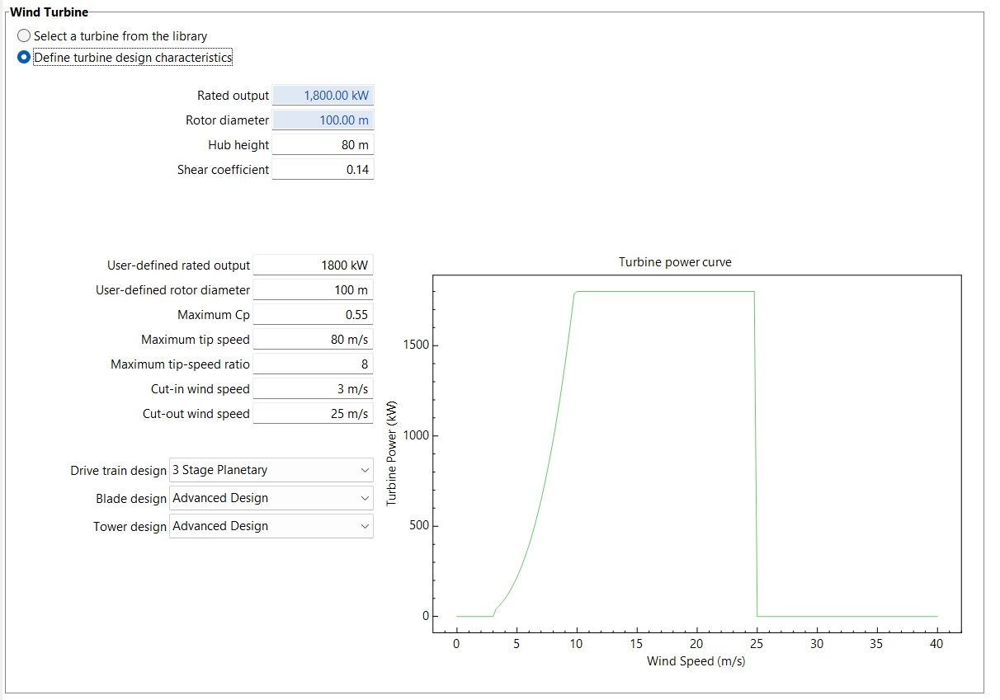 Wind Turbine
Select a turbine from the library
Define turbine design characteristics
Rated output 1,800.00 kW
Rotor diameter 100.00 m
Hub height 80 m
Shear coefficient 0.14
User-defined rated output 1800 kW
User-defined rotor diameter 100 m
Maximum Cp 0.55
Maximum tip speed 80 m/s
Maximum tip-speed ratio 8
Cut-in wind speed 3 m/s
Cut-out wind speed 25 m/s
Drive train design 3 Stage Planetary
Blade design Advanced Design
Tower design Advanced Design
Turbine power curve
Turbine Power (kW)
1500
1000
500
0
0 5 10 15 20 25 30 35 40
Wind Speed (m/s)